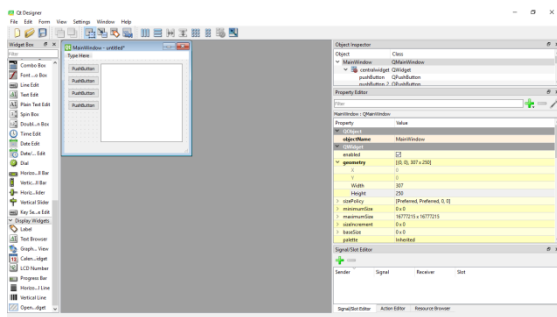 Qt Designer
File Edit Form View Settings Window Help
Widget Box
Filter
Combo Box
Font...o Box
Line Edit
Text Edit
Plain Text Edit
Spin Box
Doubl...n Box
Time Edit
Date Edit
Date/... Edit
Dial
Horizo...ll Bar
Vertic...ll Bar
Horiz...lider
Vertical Slider
Key Se...e Edit
Display Widgets
Label
Text Browser
Graph... View
Calen...idget
LCD Number
Progress Bar
Horizo...l Line
Vertical Line
Open...dget
MainWindow - untitled*
Type Here
PushButton
PushButton
PushButton
PushButton
Object Inspector
Object Class
MainWindow QMainWindow
centralwidget QWidget
pushButton QPushButton
pushButton_2 QPushButton
Property Editor
Filter
MainWindow : QMainWindow
Property Value
QObject
objectName MainWindow
QWidget
enabled
geometry [(0, 0), 307 x 250]
X 0
Y 0
Width 307
Height 250
sizePolicy [Preferred, Preferred, 0, 0]
minimumSize 0 x 0
maximumSize 16777215 x 16777215
sizeIncrement 0 x 0
baseSize 0 x 0
palette Inherited
Signal/Slot Editor
Sender Signal Receiver Slot
Signal/Slot Editor Action Editor Resource Browser